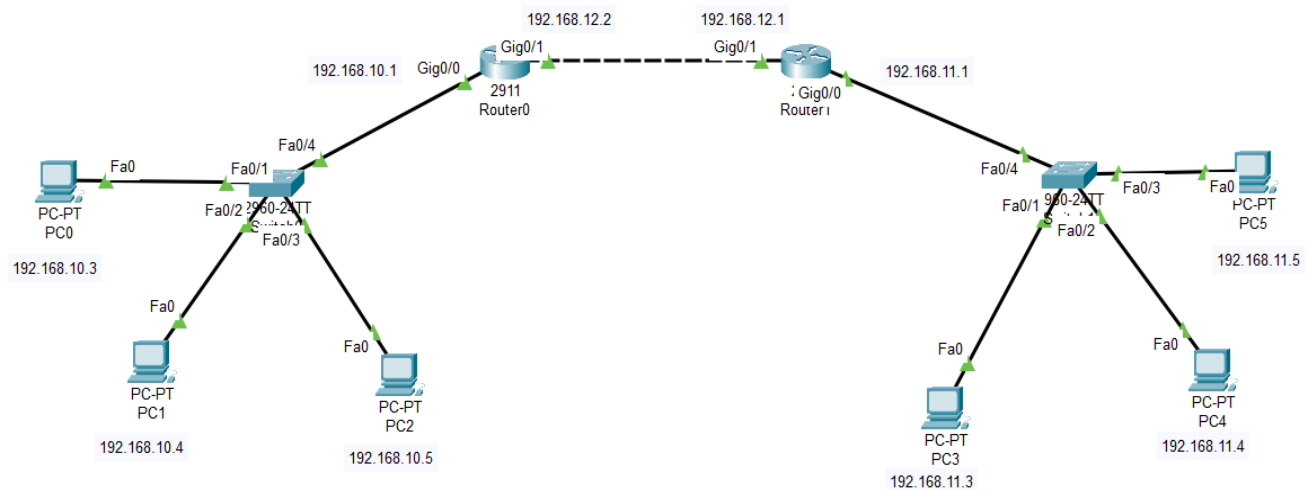 192.168.12.2
192.168.12.1
Gig0/1
Gig0/1
192.168.10.1
Gig0/0
192.168.11.1
2911
Router0
Gig0/0
Fa0/4
Fa0/4
Fa0
Fa0/1
Fa0/3
Fa0
PC-PT
PC0
Fa0/2
Fa0/3
Fa0/1
Fa0/2
PC-PT
PC5
192.168.10.3
192.168.11.5
Fa0
Fa0
Fa0
Fa0
PC-PT
PC1
PC-PT
PC2
PC-PT
PC3
PC-PT
PC4
192.168.10.4
192.168.10.5
192.168.11.3
192.168.11.4